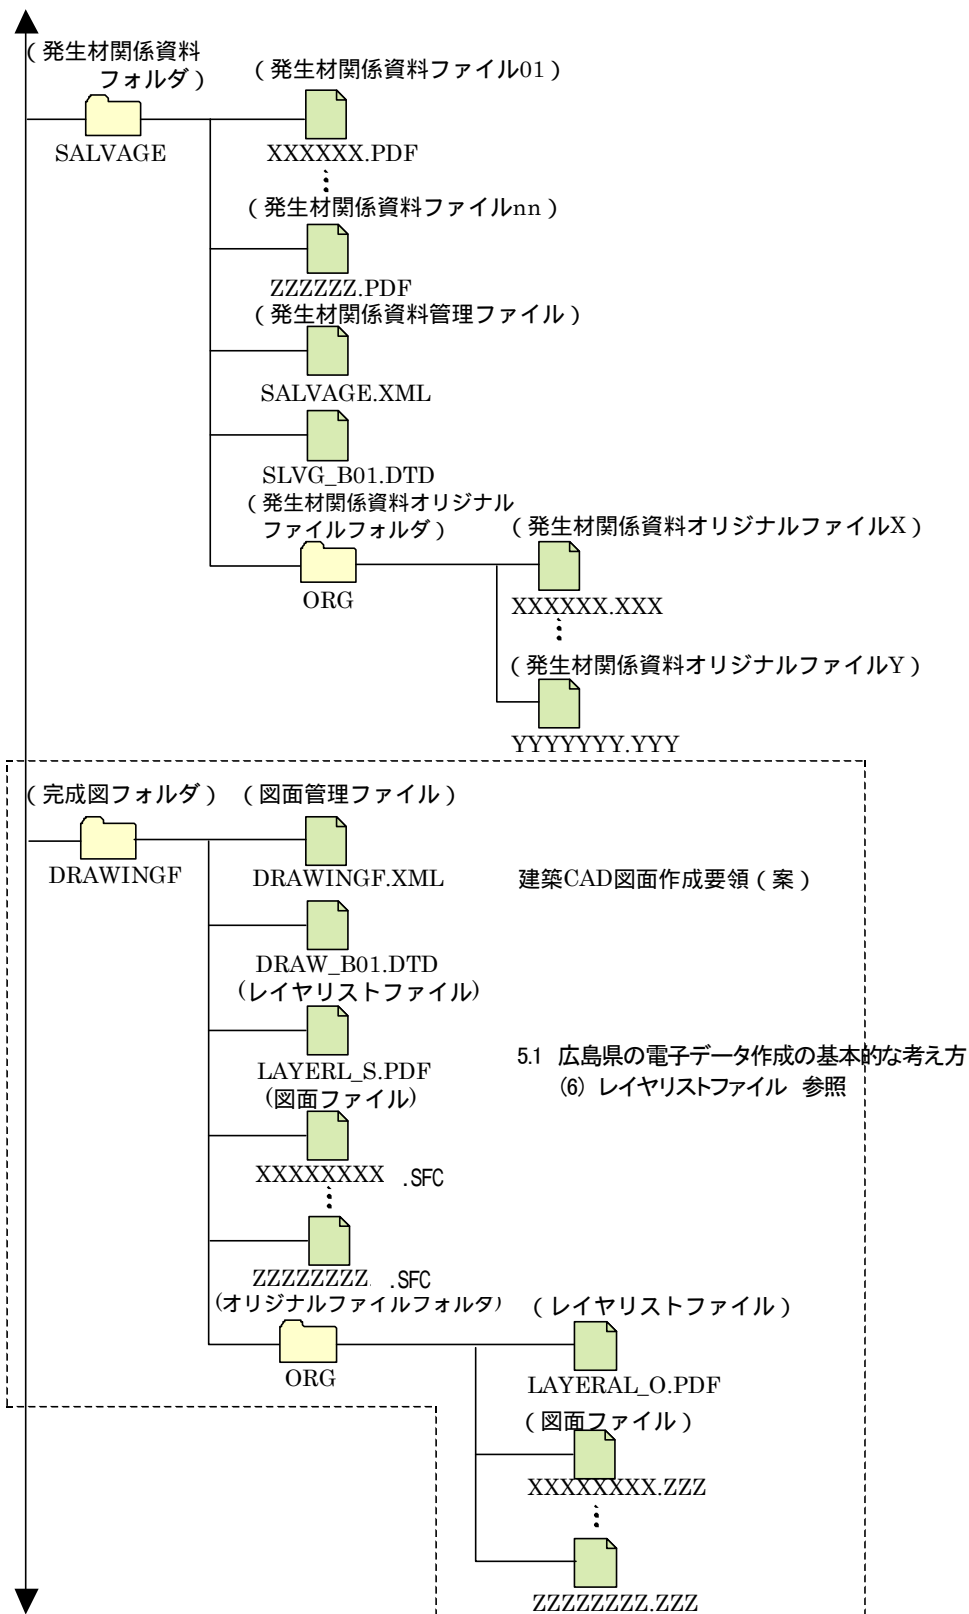 (発生材関係資料
フォルダ)
(発生材関係資料ファイル01)
SALVAGE
XXXXXX.PDF
(発生材関係資料ファイルnn)
ZZZZZZ.PDF
(発生材関係資料管理ファイル)
SALVAGE.XML
SLVG_B01.DTD
(発生材関係資料オリジナル
ファイルフォルダ)
ORG
(発生材関係資料オリジナルファイルX)
XXXXXX.XXX
(発生材関係資料オリジナルファイルY)
YYYYYYY.YYY
(完成図フォルダ)
(図面管理ファイル)
DRAWINGF
DRAWINGF.XML
建築CAD図面作成要領(案)
DRAW_B01.DTD
(レイヤリストファイル)
LAYERL_S.PDF
5.1 広島県の電子データ作成の基本的な考え方
(6) レイヤリストファイル 参照
(図面ファイル)
XXXXXXXX .SFC
ZZZZZZZZ .SFC
(オリジナルファイルフォルダ)
ORG
(レイヤリストファイル)
LAYERAL_O.PDF
(図面ファイル)
XXXXXXXX.ZZZ
ZZZZZZZZ.ZZZ